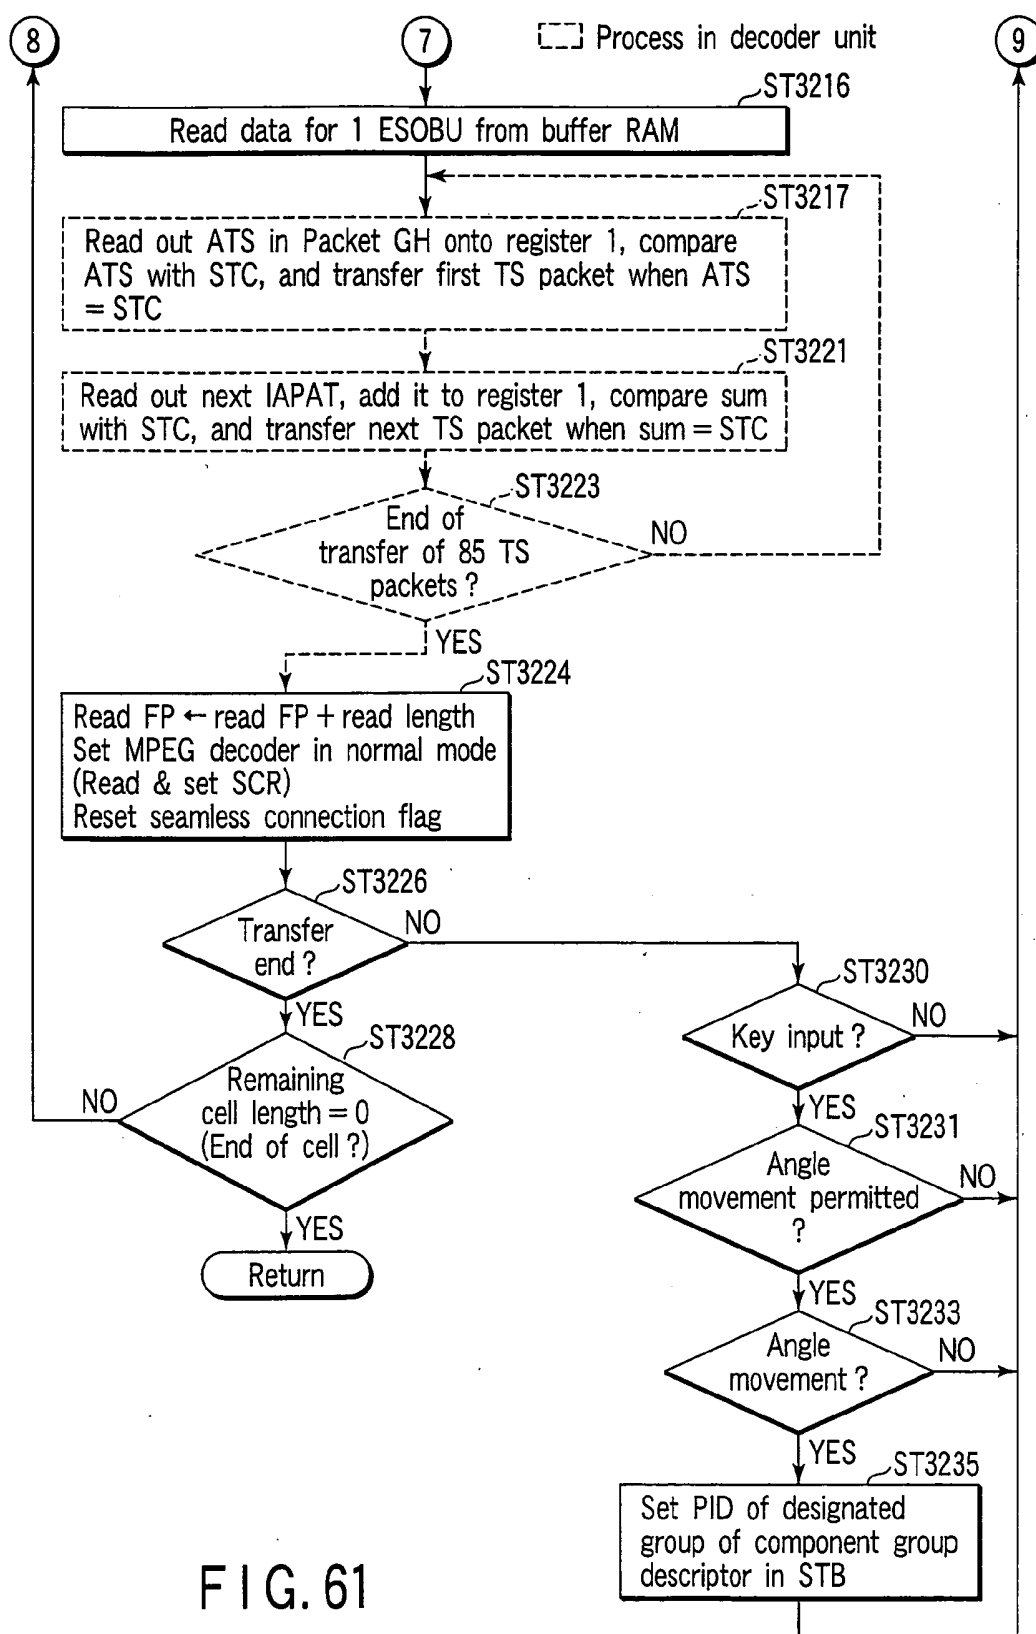 8
7
Process in decoder unit
9
ST3216
Read data for 1 ESOBU from buffer RAM
ST3217
Read out ATS in Packet GH onto register 1, compare
ATS with STC, and transfer first TS packet when ATS
= STC
ST3221
Read out next IAPAT, add it to register 1, compare sum
with STC, and transfer next TS packet when sum = STC
ST3223
End of
transfer of 85 TS
packets ?
NO
YES
ST3224
Read FP ← read FP + read length
Set MPEG decoder in normal mode
(Read & set SCR)
Reset seamless connection flag
ST3226
Transfer
end ?
NO
YES
ST3228
Remaining
cell length = 0
(End of cell ?)
NO
YES
Return
ST3230
Key input ?
NO
YES
ST3231
Angle
movement permitted
?
NO
YES
ST3233
Angle
movement ?
NO
YES
ST3235
Set PID of designated
group of component group
descriptor in STB
FIG. 61